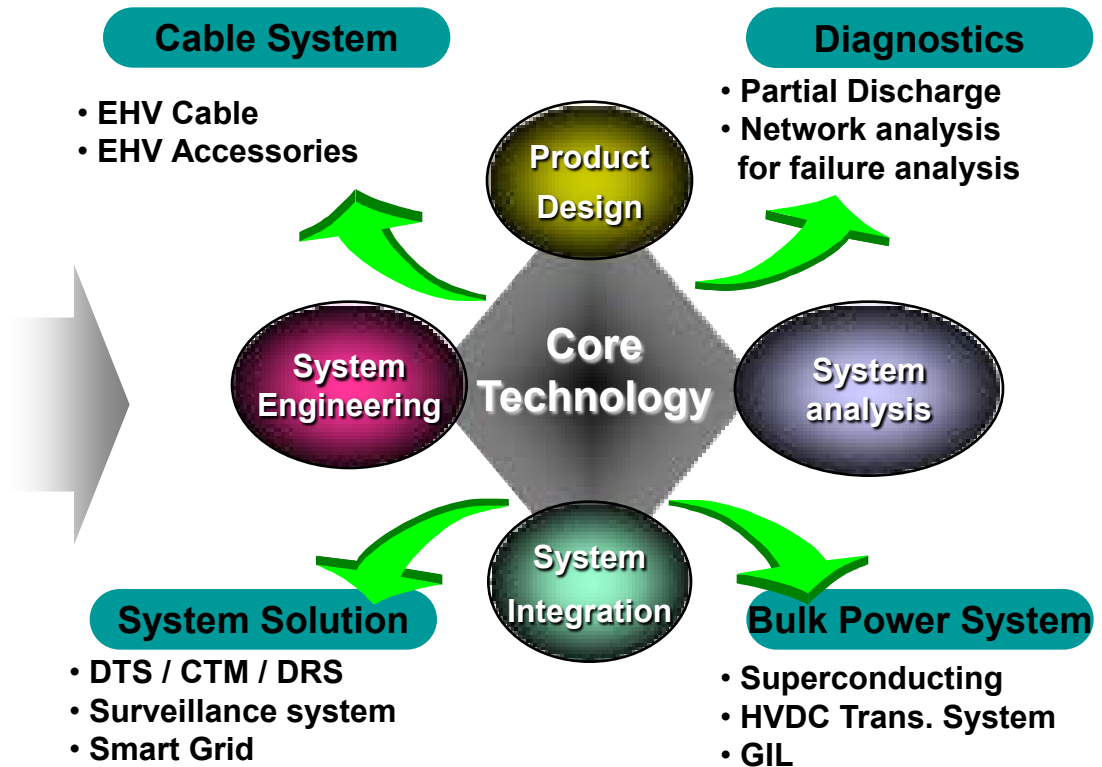 Cable System
• EHV Cable
• EHV Accessories
Diagnostics
• Partial Discharge
• Network analysis
for failure analysis
Product
Design
System
Engineering
Core
Technology
System
analysis
System
Integration
System Solution
• DTS / CTM / DRS
• Surveillance system
• Smart Grid
Bulk Power System
• Superconducting
• HVDC Trans. System
• GIL